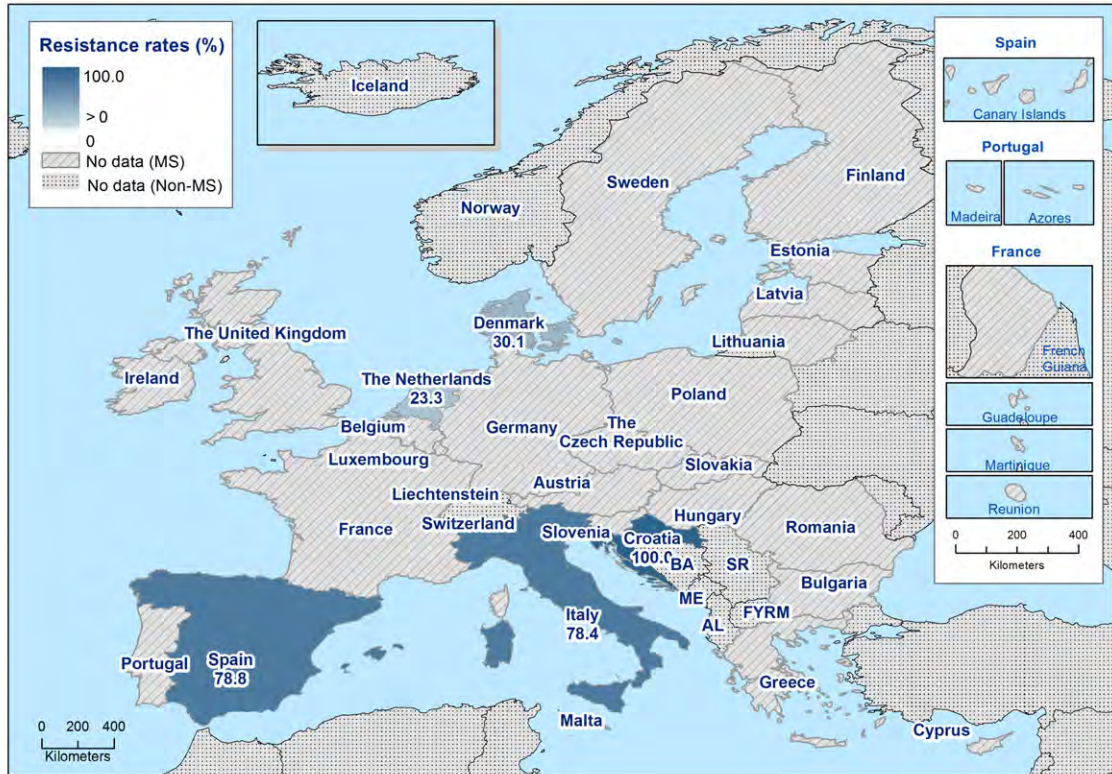 Resistance rates (%)
100.0
> 0
0
No data (MS)
No data (Non-MS)
Iceland
Spain
Canary Islands
Portugal
Madeira
Azores
France
French
Guiana
Guadeloupe
Martinique
Reunion
0 200 400
Kilometers
Sweden
Finland
Norway
Estonia
Latvia
Denmark
30.1
Lithuania
The United Kingdom
Ireland
The Netherlands
23.3
Poland
Belgium
Germany
The
Czech Republic
Luxembourg
Slovakia
Austria
Liechtenstein
Hungary
France
Switzerland
Slovenia
Romania
Croatia
100.0
BA
SR
Bulgaria
ME
FYRM
Italy
78.4
AL
Portugal
Spain
78.8
Greece
Malta
Cyprus
0 200 400
Kilometers